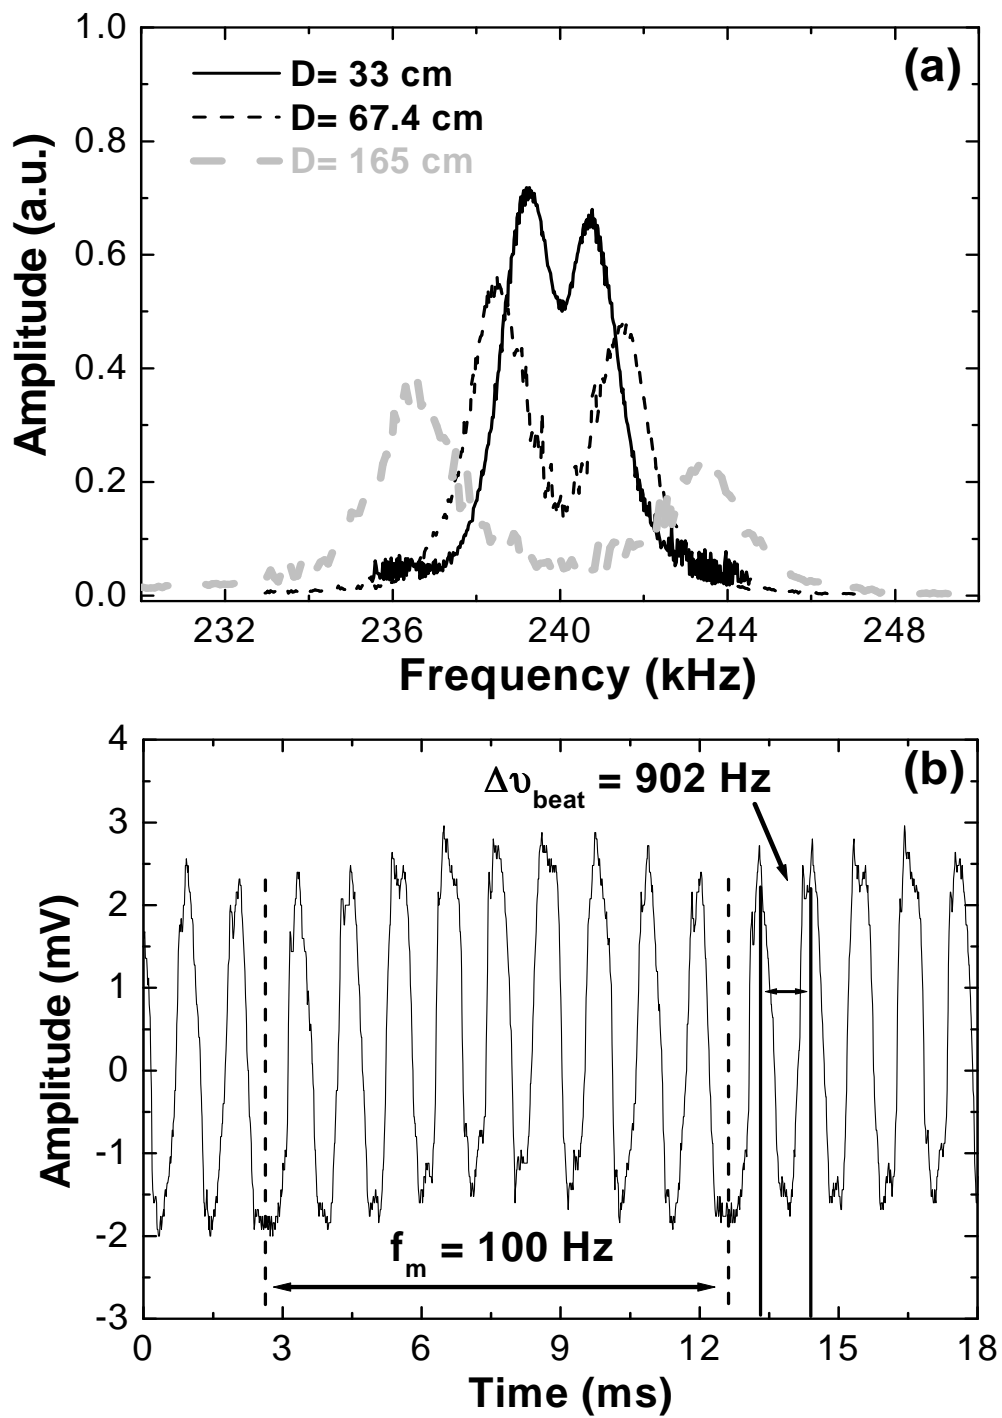 (a)
D= 33 cm
D= 67.4 cm
D= 165 cm
1.0
0.8
0.6
0.4
0.2
0.0
Amplitude (a.u.)
232 236 240 244 248
Frequency (kHz)
(b)
Δυbeat = 902 Hz
4
3
2
1
0
-1
-2
-3
Amplitude (mV)
fm = 100 Hz
0 3 6 9 12 15 18
Time (ms)